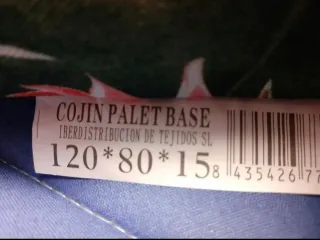 COJIN PALET BASE
IBERDISTRIBUCION DE TEJIDOS SL
120*80*15
8 435426 77